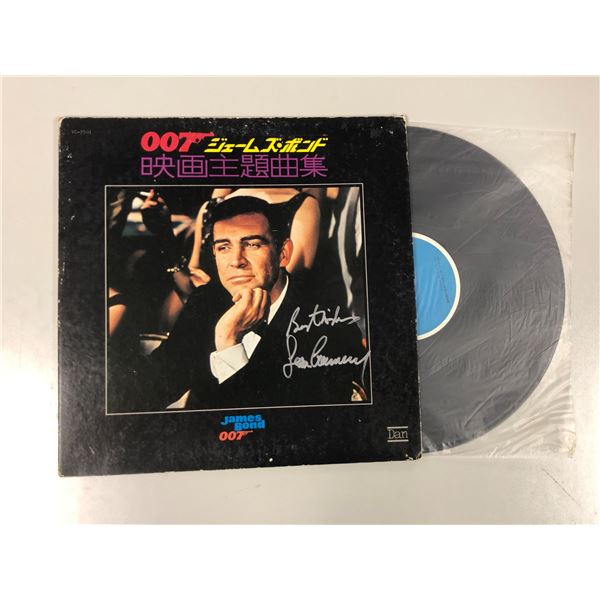 007 ジェームズ・ボンド
映画主題曲集
Best Wishes
Sean Connery
james
Bond
007
Dan